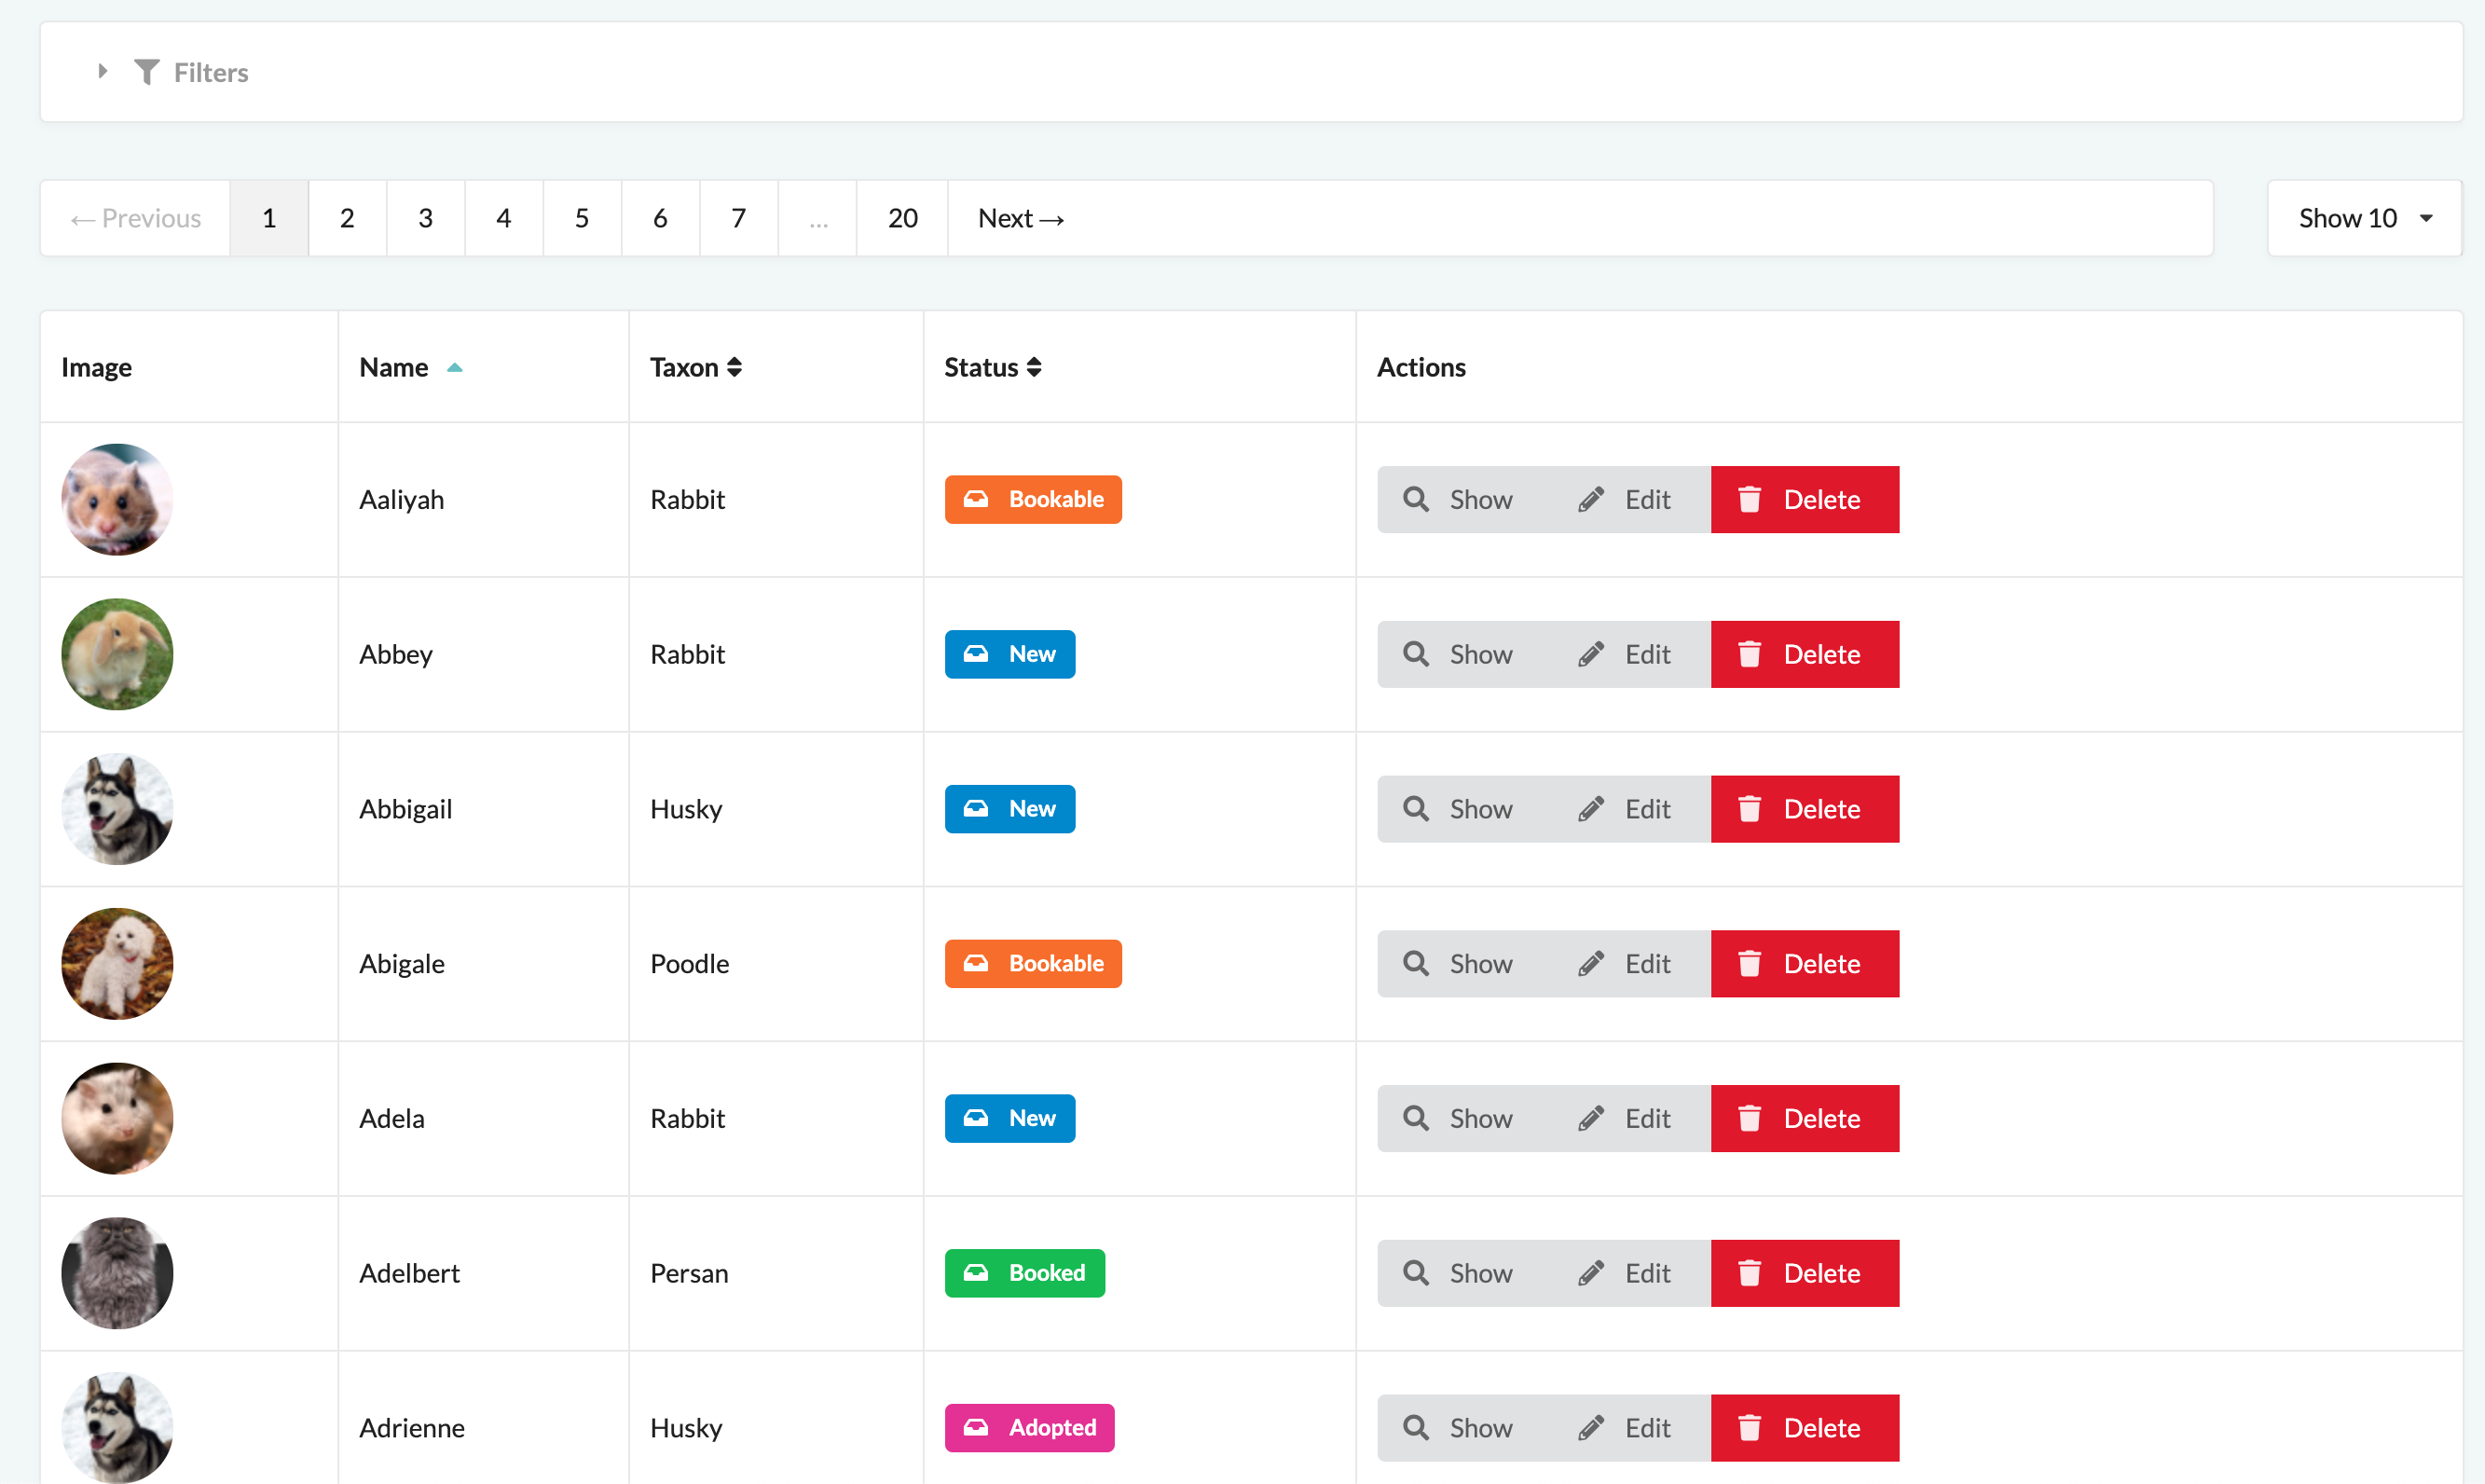 Filters
← Previous 1 2 3 4 5 6 7 ... 20 Next → Show 10
Image Name Taxon Status Actions
Aaliyah Rabbit Bookable Show Edit Delete
Abbey Rabbit New Show Edit Delete
Abbigail Husky New Show Edit Delete
Abigale Poodle Bookable Show Edit Delete
Adela Rabbit New Show Edit Delete
Adelbert Persan Booked Show Edit Delete
Adrienne Husky Adopted Show Edit Delete